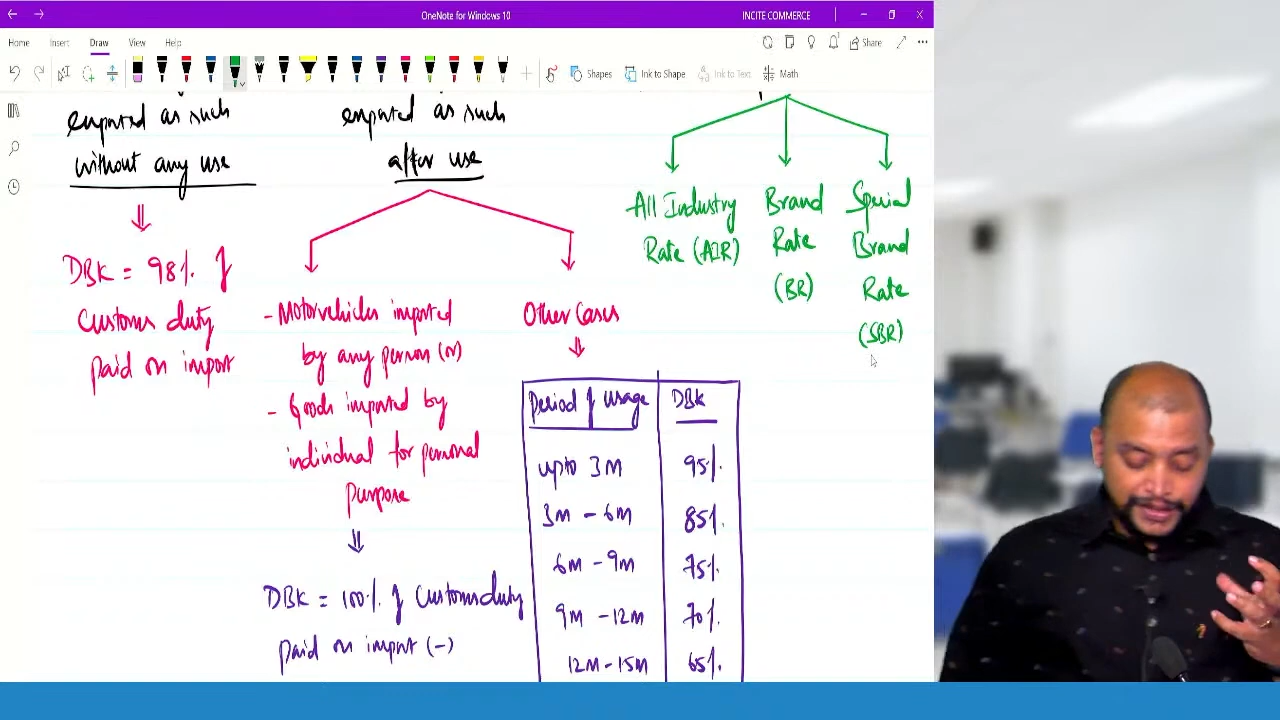 OneNote for Windows 10
INCITE COMMERCE
Home Insert Draw View Help
Share
Shapes Ink to Shape Ink to Text Math
exported as such
without any use
⇓
DBK = 98% of
Customs duty
paid on import
exported as such
after use
- Motorvehicles imported
by any person (or)
- Goods imported by
individual for personal
purpose
⇓
DBK = 100% of Customs duty
paid on import (-)
Other Cases
⇓
Period of usage DBK
upto 3M 95%.
3M - 6M 85%.
6M - 9M 75%.
9M - 12M 70%.
12M - 15M 65%.
All Industry
Rate (AIR)
Brand
Rate
(BR)
Special
Brand
Rate
(SBR)